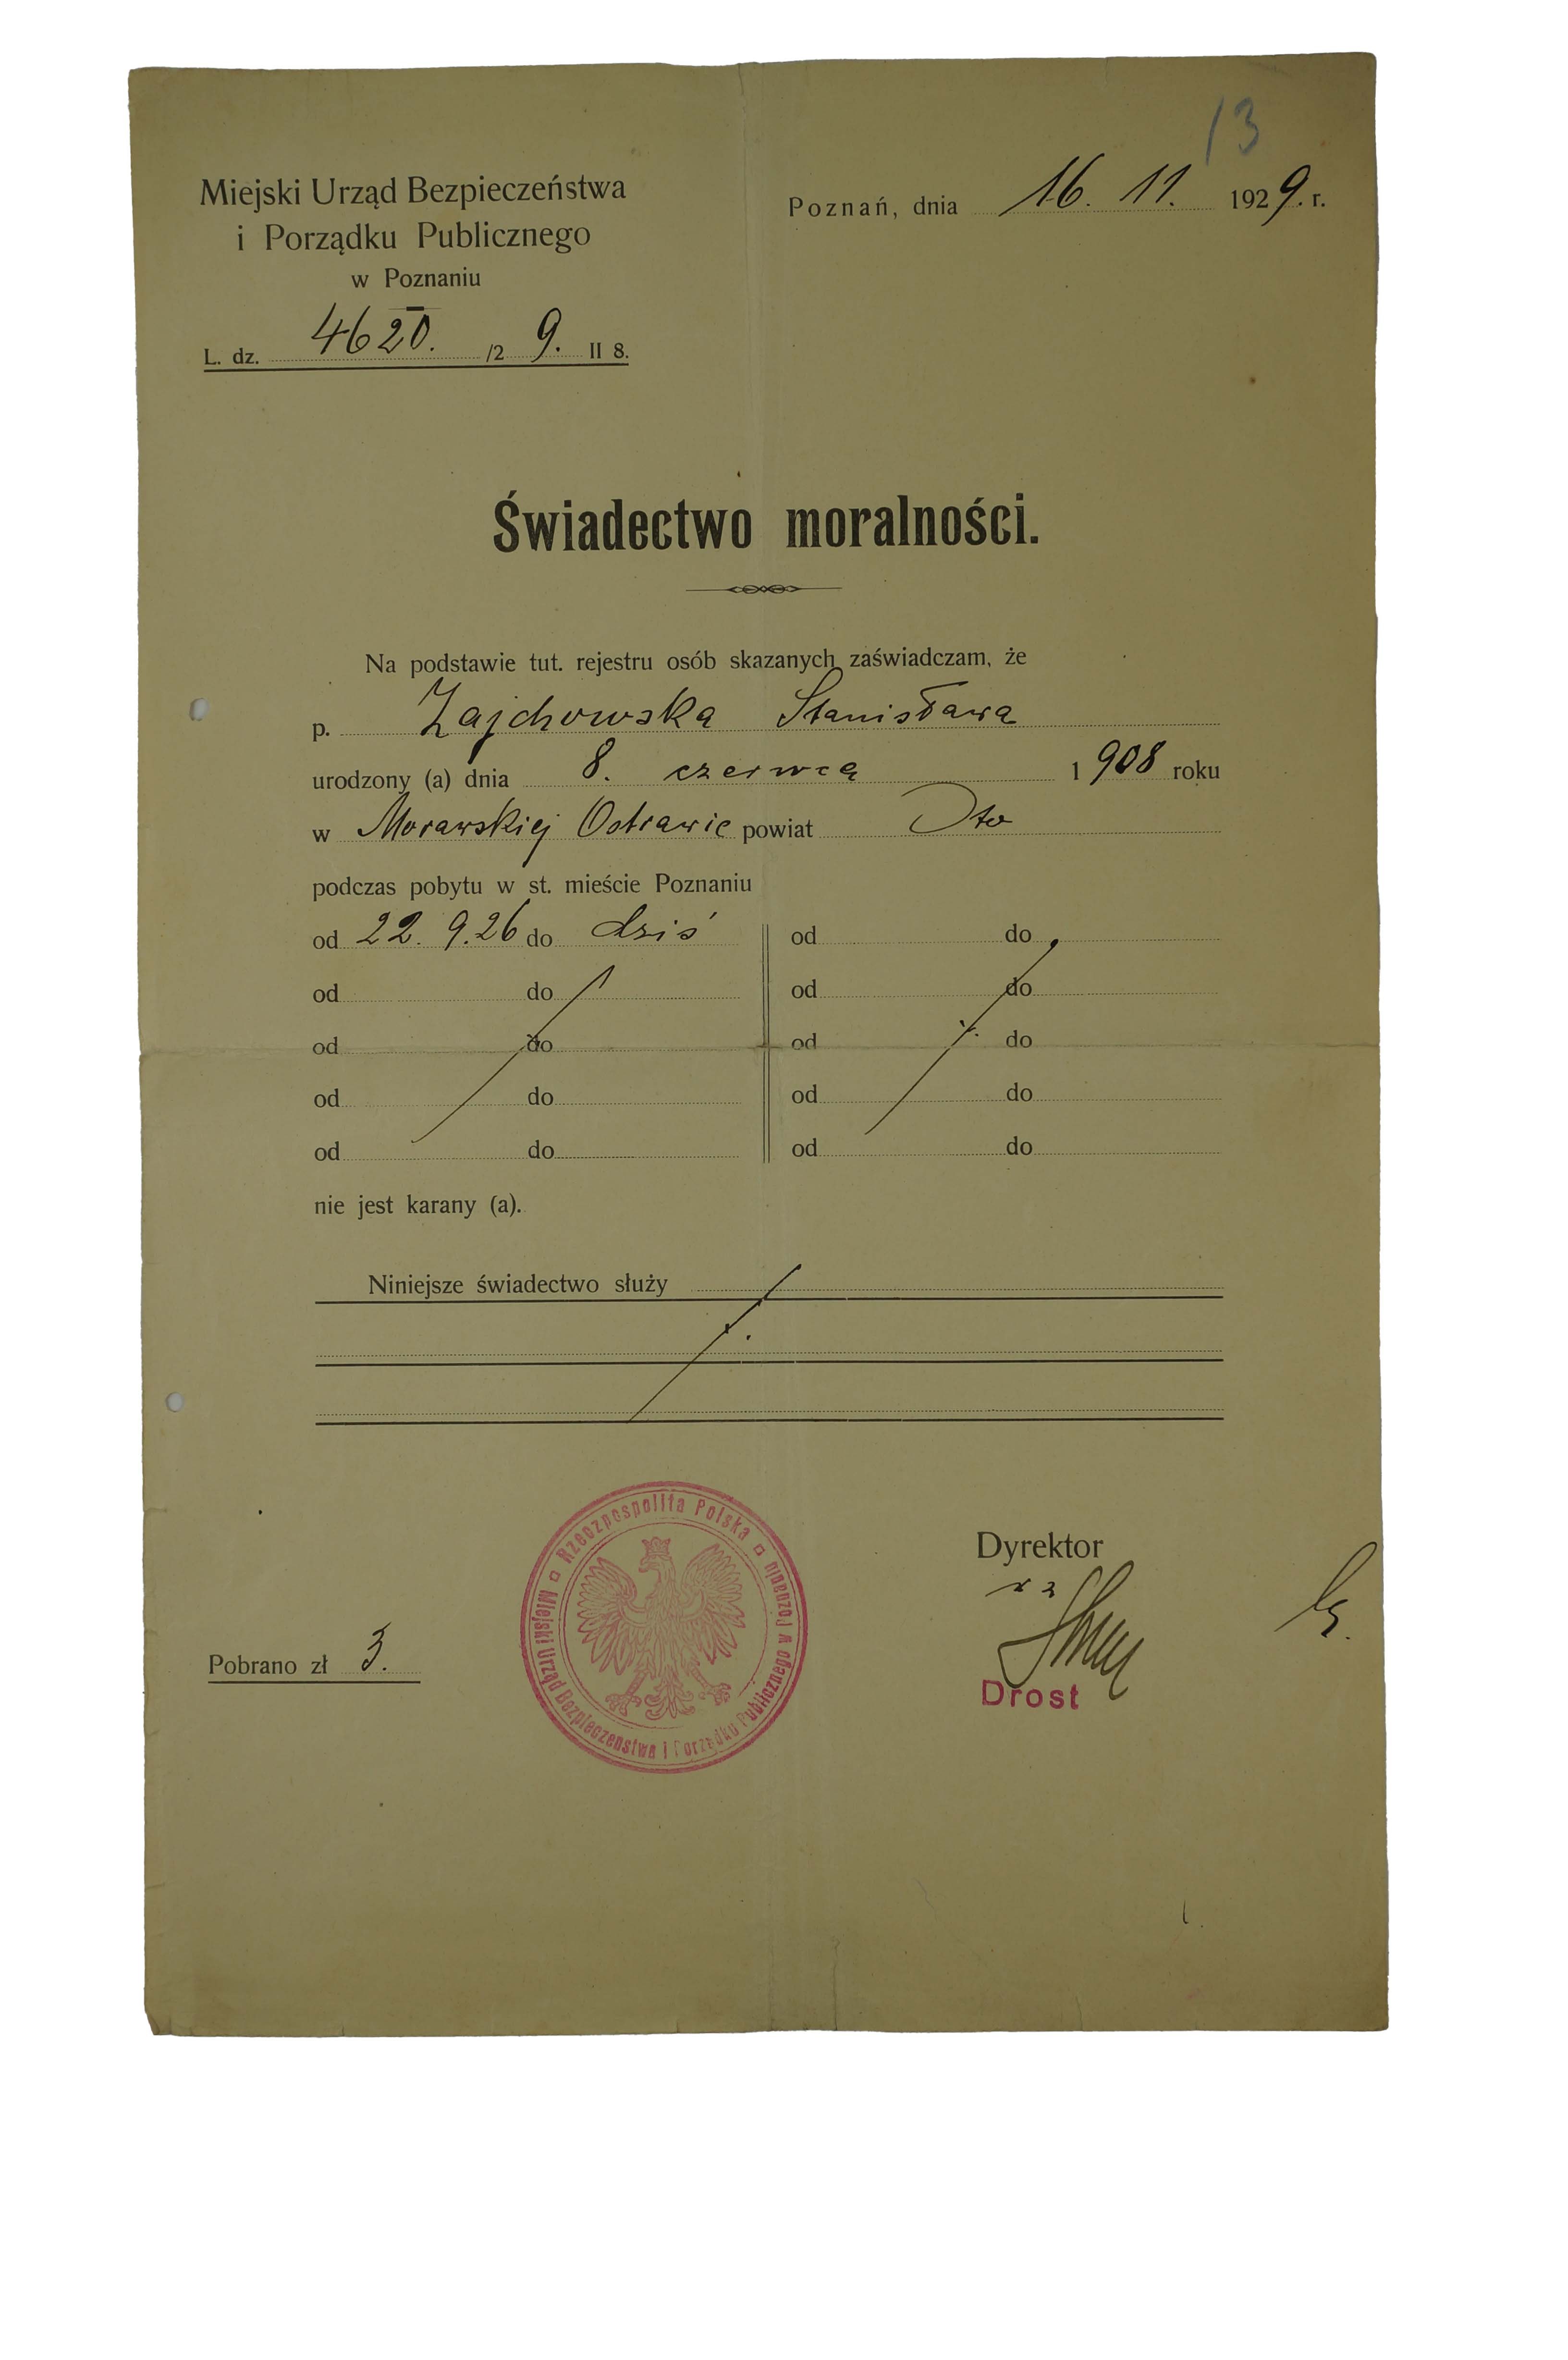 13
Miejski Urząd Bezpieczeństwa
i Porządku Publicznego
w Poznaniu
L. dz. 4620. /2 9. II 8.
Poznań, dnia 16. 11. 1929. r.
Świadectwo moralności.
Na podstawie tut. rejestru osób skazanych zaświadczam, że
p. Zajchowska Stanisława
urodzony (a) dnia 8. czerwca 1908 roku
w Morawskiej Ostrawie powiat Dto
podczas pobytu w st. mieście Poznaniu
od 22. 9. 26 do dziś od do
od do od do
od do od do
od do od do
od do od do
nie jest karany (a).
Niniejsze świadectwo służy
Rzeczpospolita Polska
Miejski Urząd Bezpieczeństwa i Porządku Publicznego w Poznaniu
Dyrektor
Drost
Pobrano zł 3.